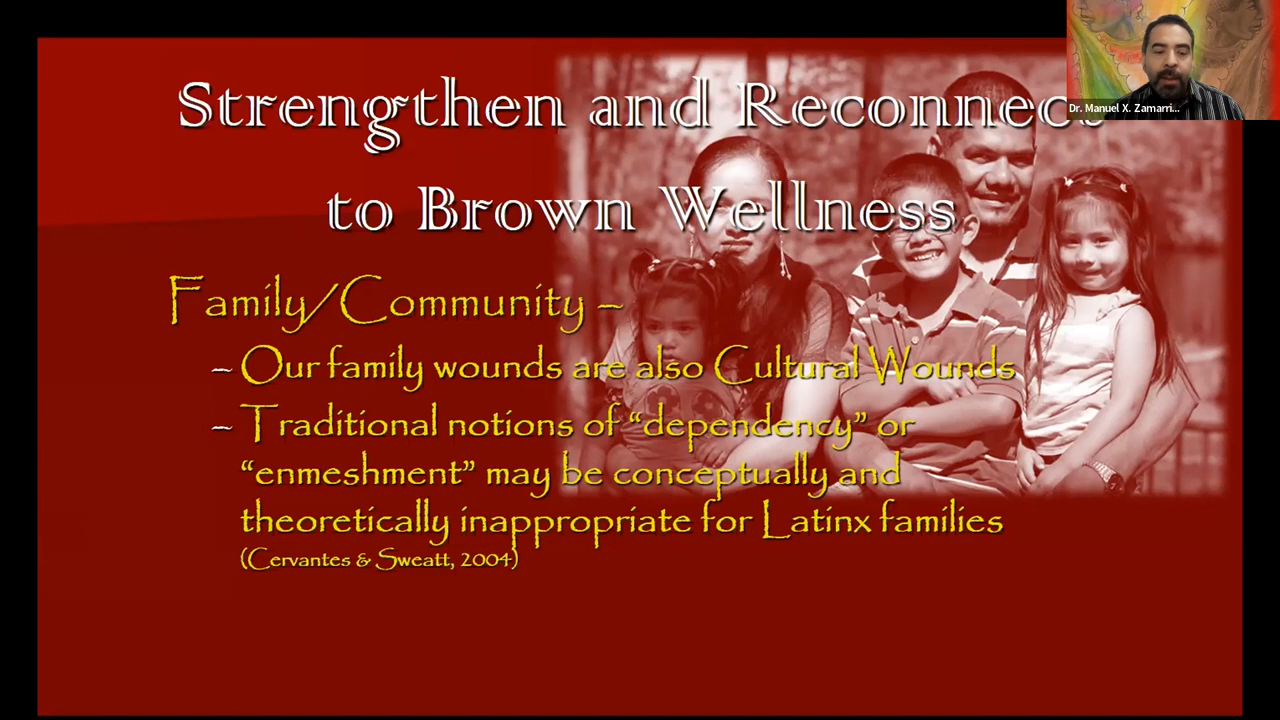 Strengthen and Reconnect
Dr. Manuel X. Zamarri...
to Brown Wellness
Family/Community –
– Our family wounds are also Cultural Wounds
– Traditional notions of “dependency” or
“enmeshment” may be conceptually and
theoretically inappropriate for Latinx families
(Cervantes & Sweatt, 2004)